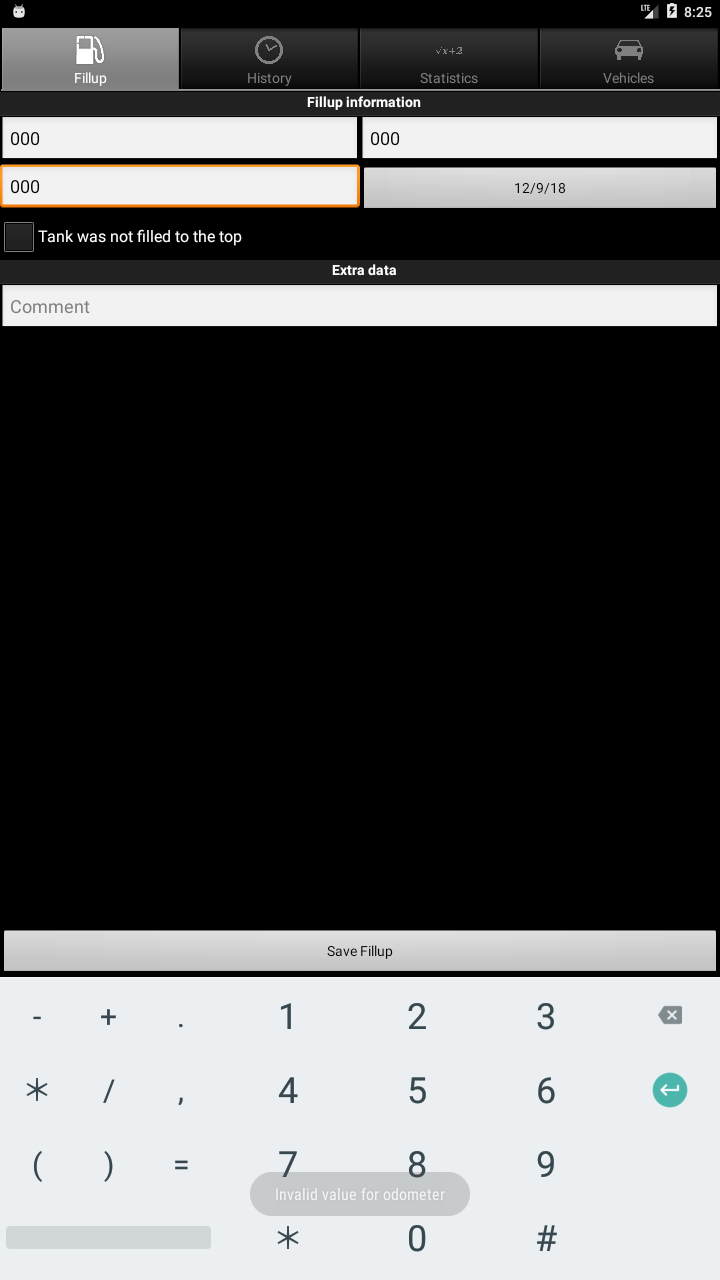 LTE 8:25
√x+2 
Fillup History Statistics Vehicles
Fillup information
000 000
000 12/9/18
Tank was not filled to the top
Extra data
Comment
Save Fillup
- + . 1 2 3
* / , 4 5 6
( ) = 7 8 9
Invalid value for odometer
* 0 #